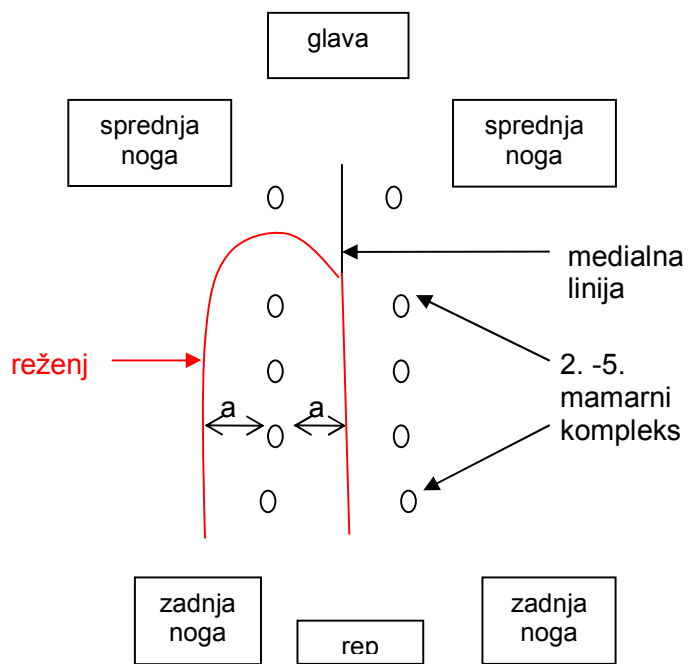 glava
sprednja
noga
sprednja
noga
medialna
linija
reženj
2. -5.
mamarni
kompleks
a
a
zadnja
noga
zadnja
noga
rep